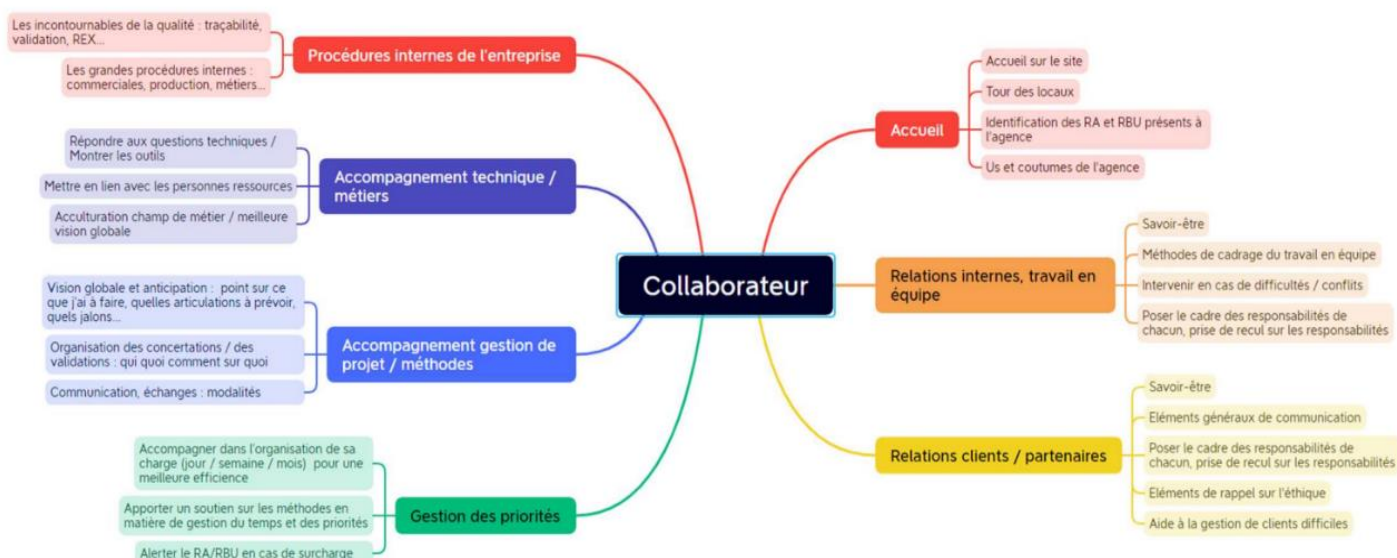 Collaborateur
Procédures internes de l'entreprise
Les incontournables de la qualité : traçabilité,
validation, REX...
Les grandes procédures internes :
commerciales, production, métiers...
Accompagnement technique /
métiers
Répondre aux questions techniques /
Montrer les outils
Mettre en lien avec les personnes ressources
Acculturation champ de métier / meilleure
vision globale
Accompagnement gestion de
projet / méthodes
Vision globale et anticipation : point sur ce
que j'ai à faire, quelles articulations à prévoir,
quels jalons...
Organisation des concertations / des
validations : qui quoi comment sur quoi
Communication, échanges : modalités
Gestion des priorités
Accompagner dans l'organisation de sa
charge (jour / semaine / mois) pour une
meilleure efficience
Apporter un soutien sur les méthodes en
matière de gestion du temps et des priorités
Alerter le RA/RBU en cas de surcharge
Accueil
Accueil sur le site
Tour des locaux
Identification des RA et RBU présents à
l'agence
Us et coutumes de l'agence
Relations internes, travail en
équipe
Savoir-être
Méthodes de cadrage du travail en équipe
Intervenir en cas de difficultés / conflits
Poser le cadre des responsabilités de
chacun, prise de recul sur les responsabilités
Relations clients / partenaires
Savoir-être
Eléments généraux de communication
Poser le cadre des responsabilités de
chacun, prise de recul sur les responsabilités
Eléments de rappel sur l'éthique
Aide à la gestion de clients difficiles